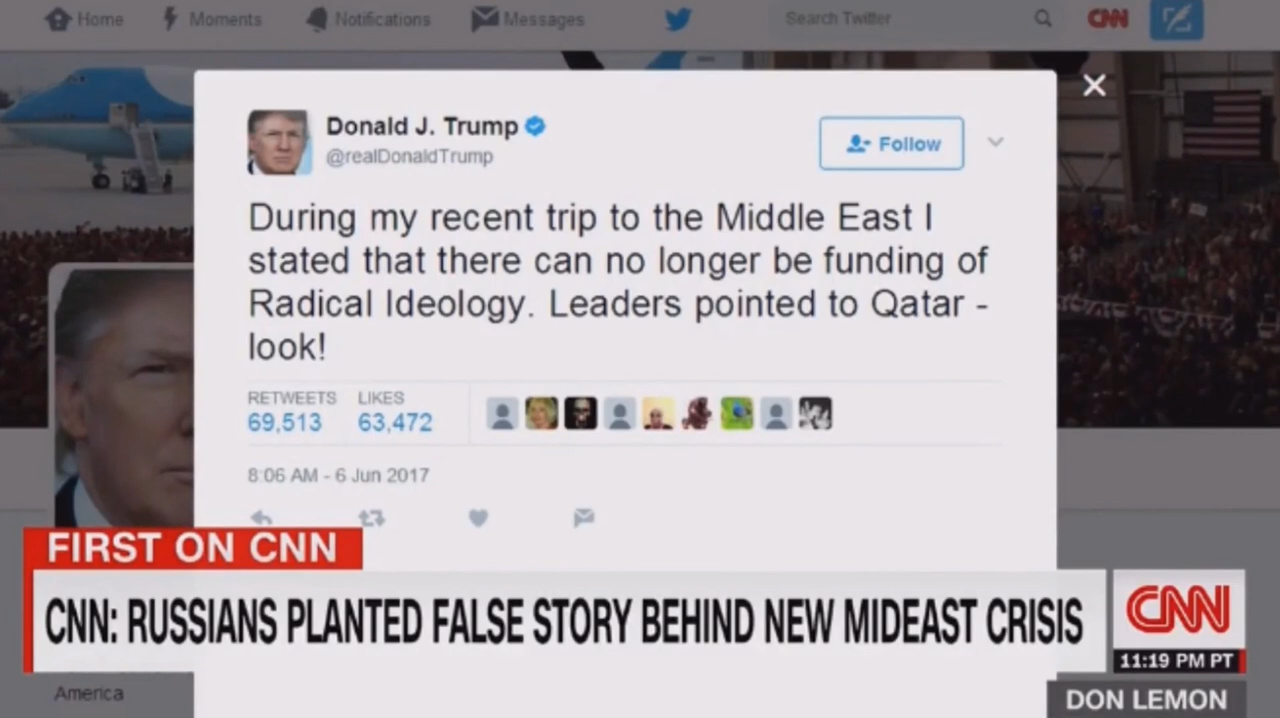 Home Moments Notifications Messages Search Twitter CNN
Donald J. Trump
@realDonaldTrump
Follow
During my recent trip to the Middle East I
stated that there can no longer be funding of
Radical Ideology. Leaders pointed to Qatar -
look!
RETWEETS LIKES
69,513 63,472
8:06 AM - 6 Jun 2017
FIRST ON CNN
CNN: RUSSIANS PLANTED FALSE STORY BEHIND NEW MIDEAST CRISIS
CNN
11:19 PM PT
America
DON LEMON